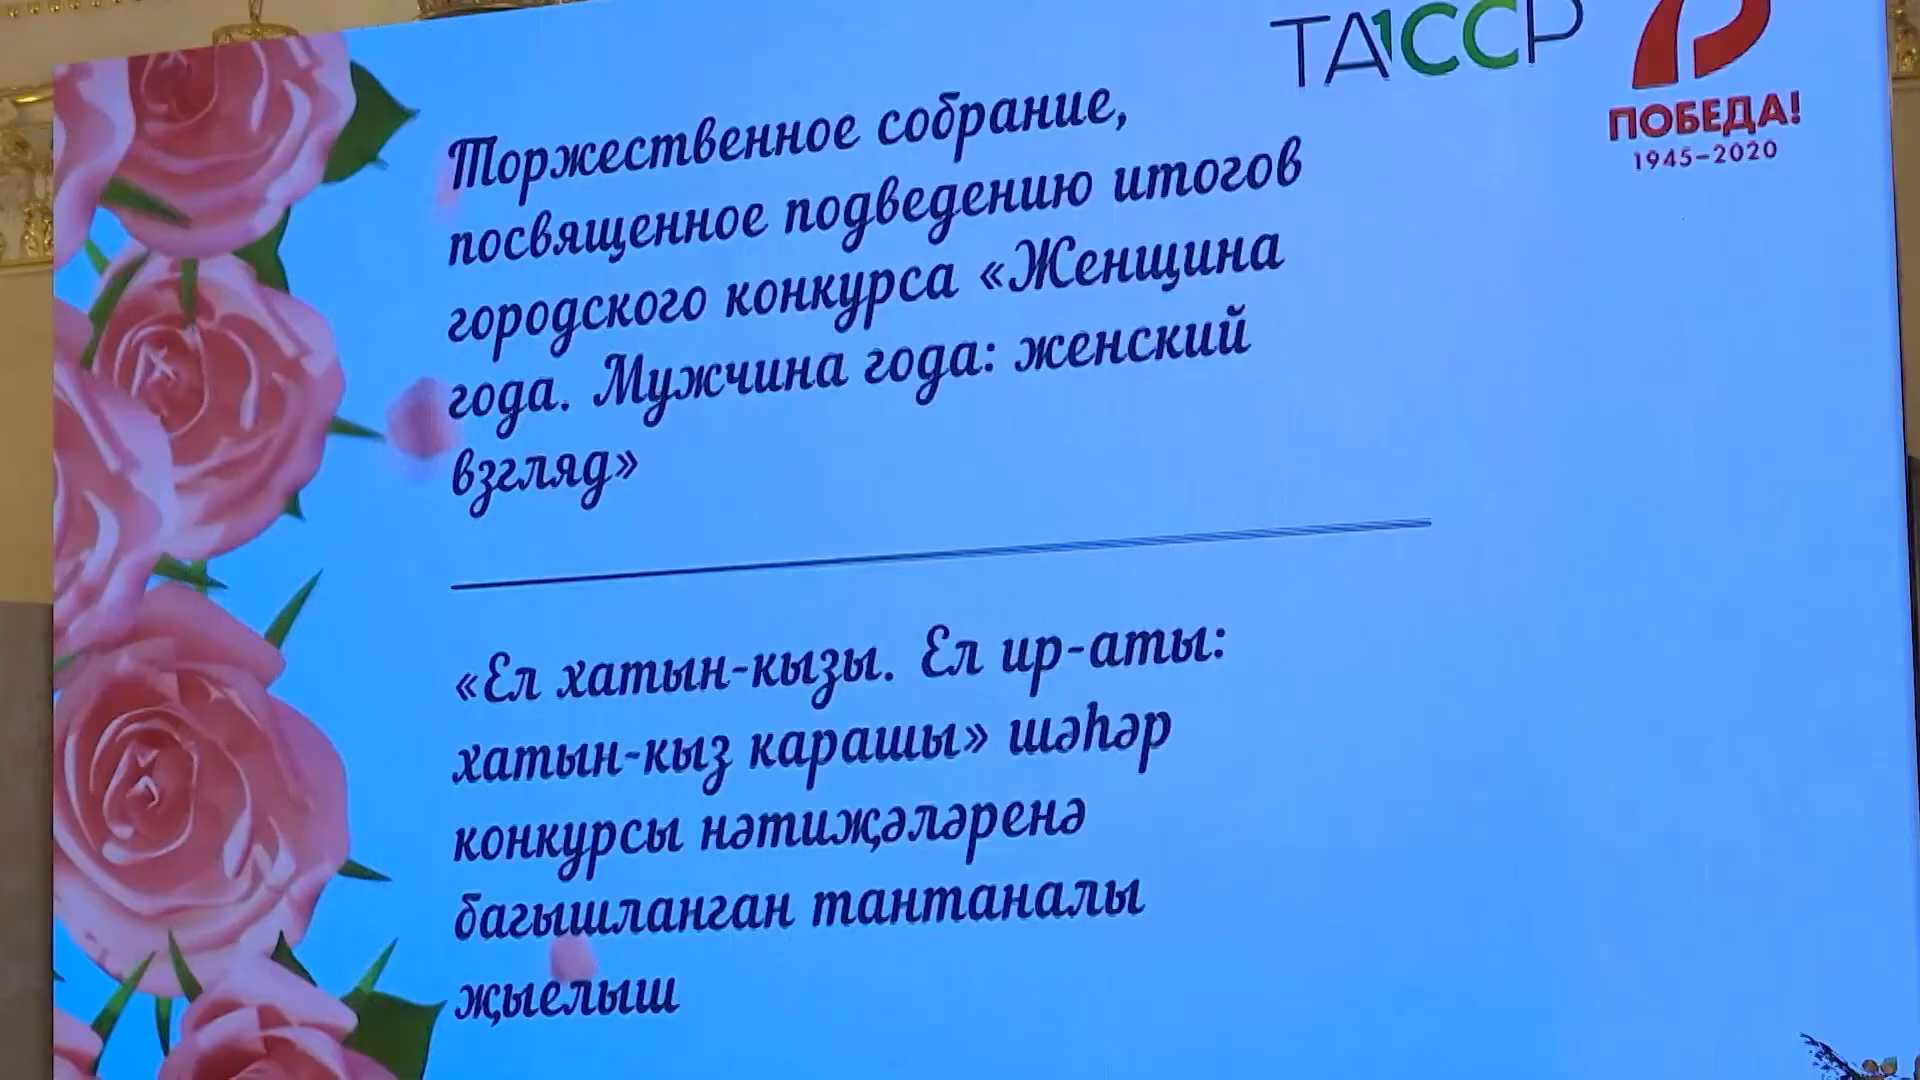 ТА1ССР
ПОБЕДА!
1945–2020
Торжественное собрание,
посвященное подведению итогов
городского конкурса «Женщина
года. Мужчина года: женский
взгляд»
«Ел хатын-кызы. Ел ир-аты:
хатын-кыз карашы» шәһәр
конкурсы нәтиҗәләренә
багышланган тантаналы
җыелыш